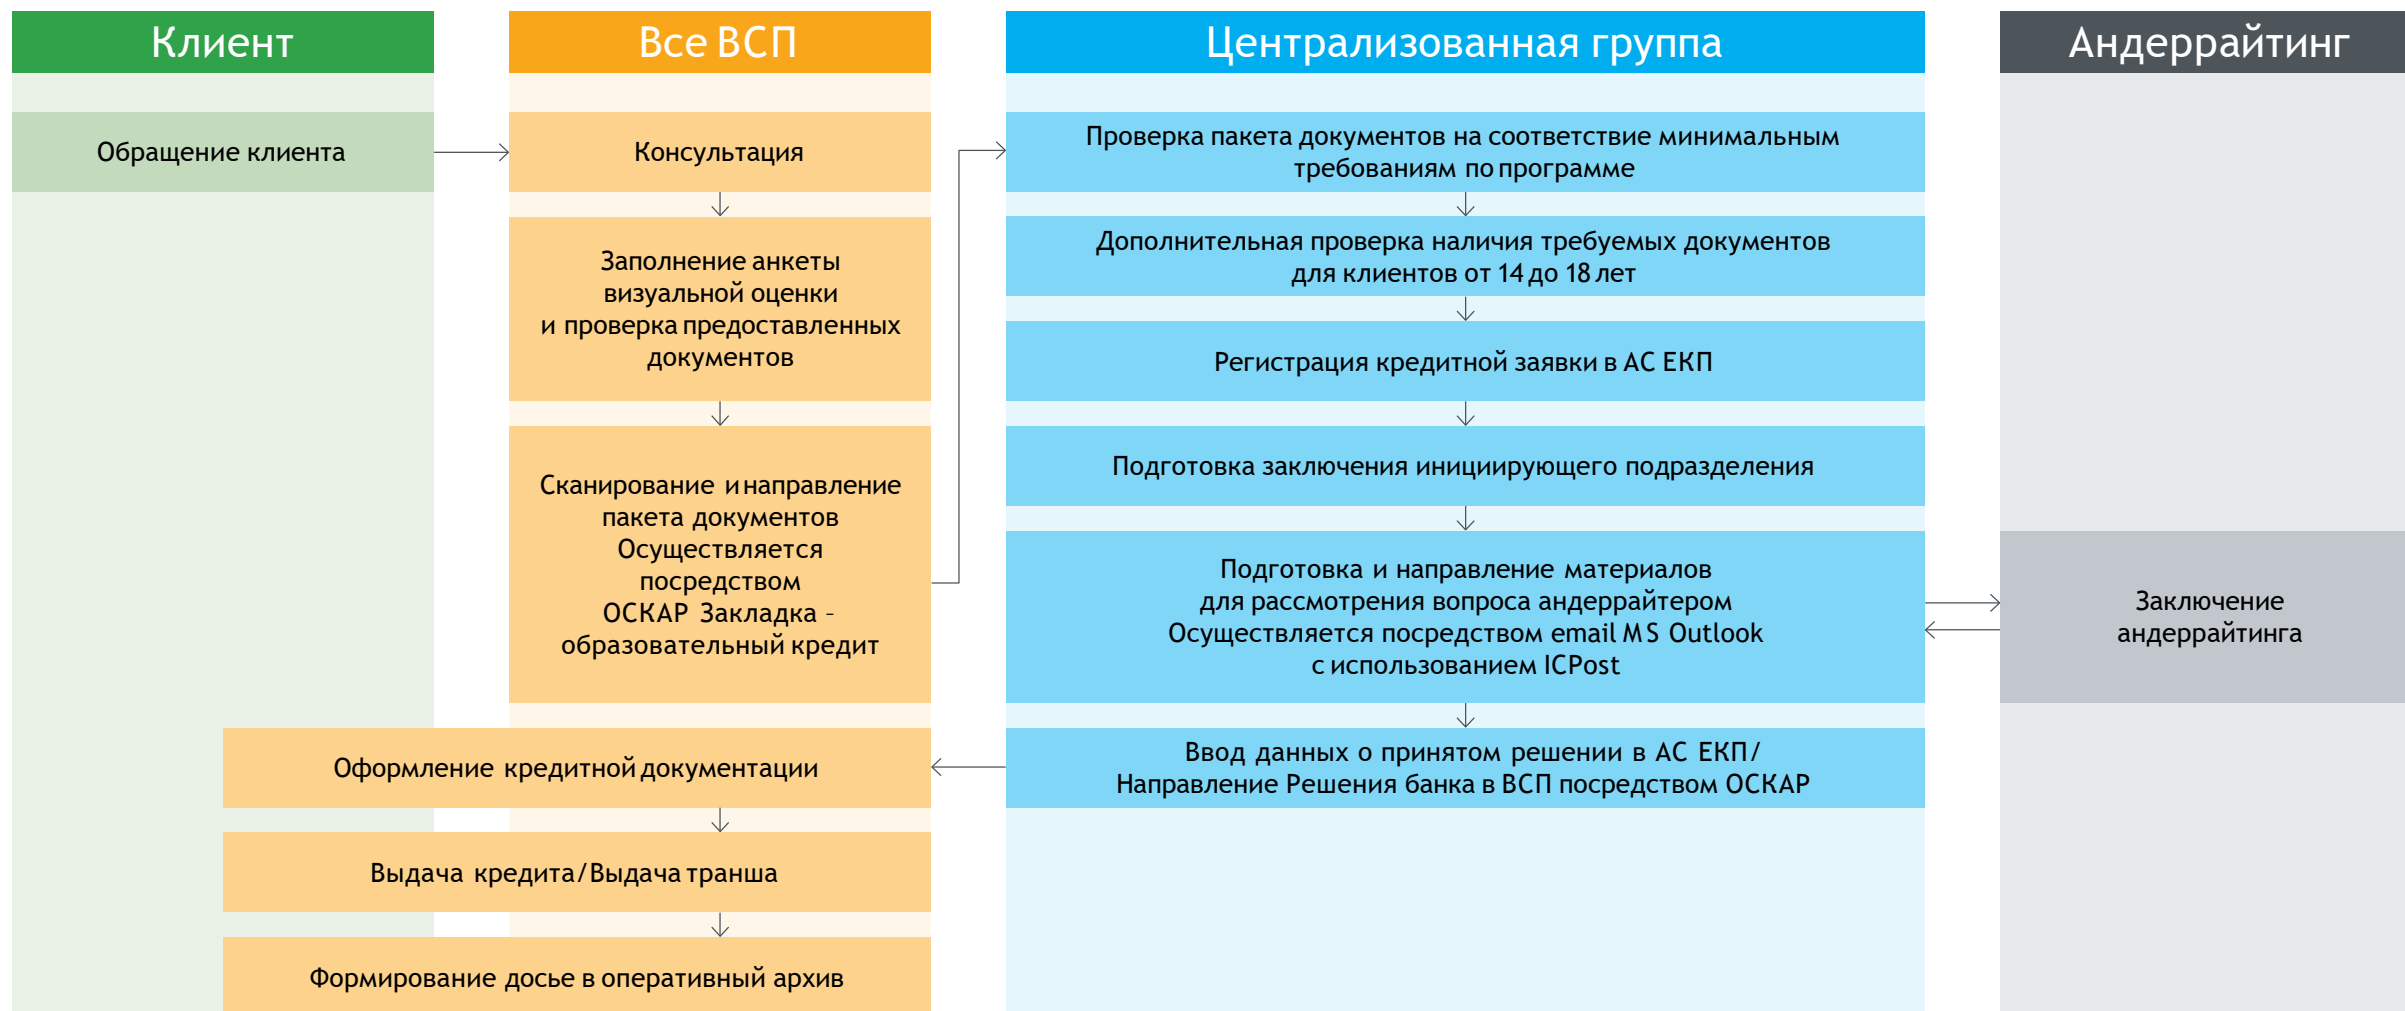 Клиент
Все ВСП
Централизованная группа
Андеррайтинг
Обращение клиента
Консультация
Заполнение анкеты
визуальной оценки
и проверка предоставленных
документов
Сканирование и направление
пакета документов
Осуществляется
посредством
ОСКАР Закладка –
образовательный кредит
Проверка пакета документов на соответствие минимальным
требованиям по программе
Дополнительная проверка наличия требуемых документов
для клиентов от 14 до 18 лет
Регистрация кредитной заявки в АС ЕКП
Подготовка заключения инициирующего подразделения
Подготовка и направление материалов
для рассмотрения вопроса андеррайтером
Осуществляется посредством email MS Outlook
с использованием ICPost
Заключение
андеррайтинга
Ввод данных о принятом решении в АС ЕКП/
Направление Решения банка в ВСП посредством ОСКАР
Оформление кредитной документации
Выдача кредита/Выдача транша
Формирование досье в оперативный архив